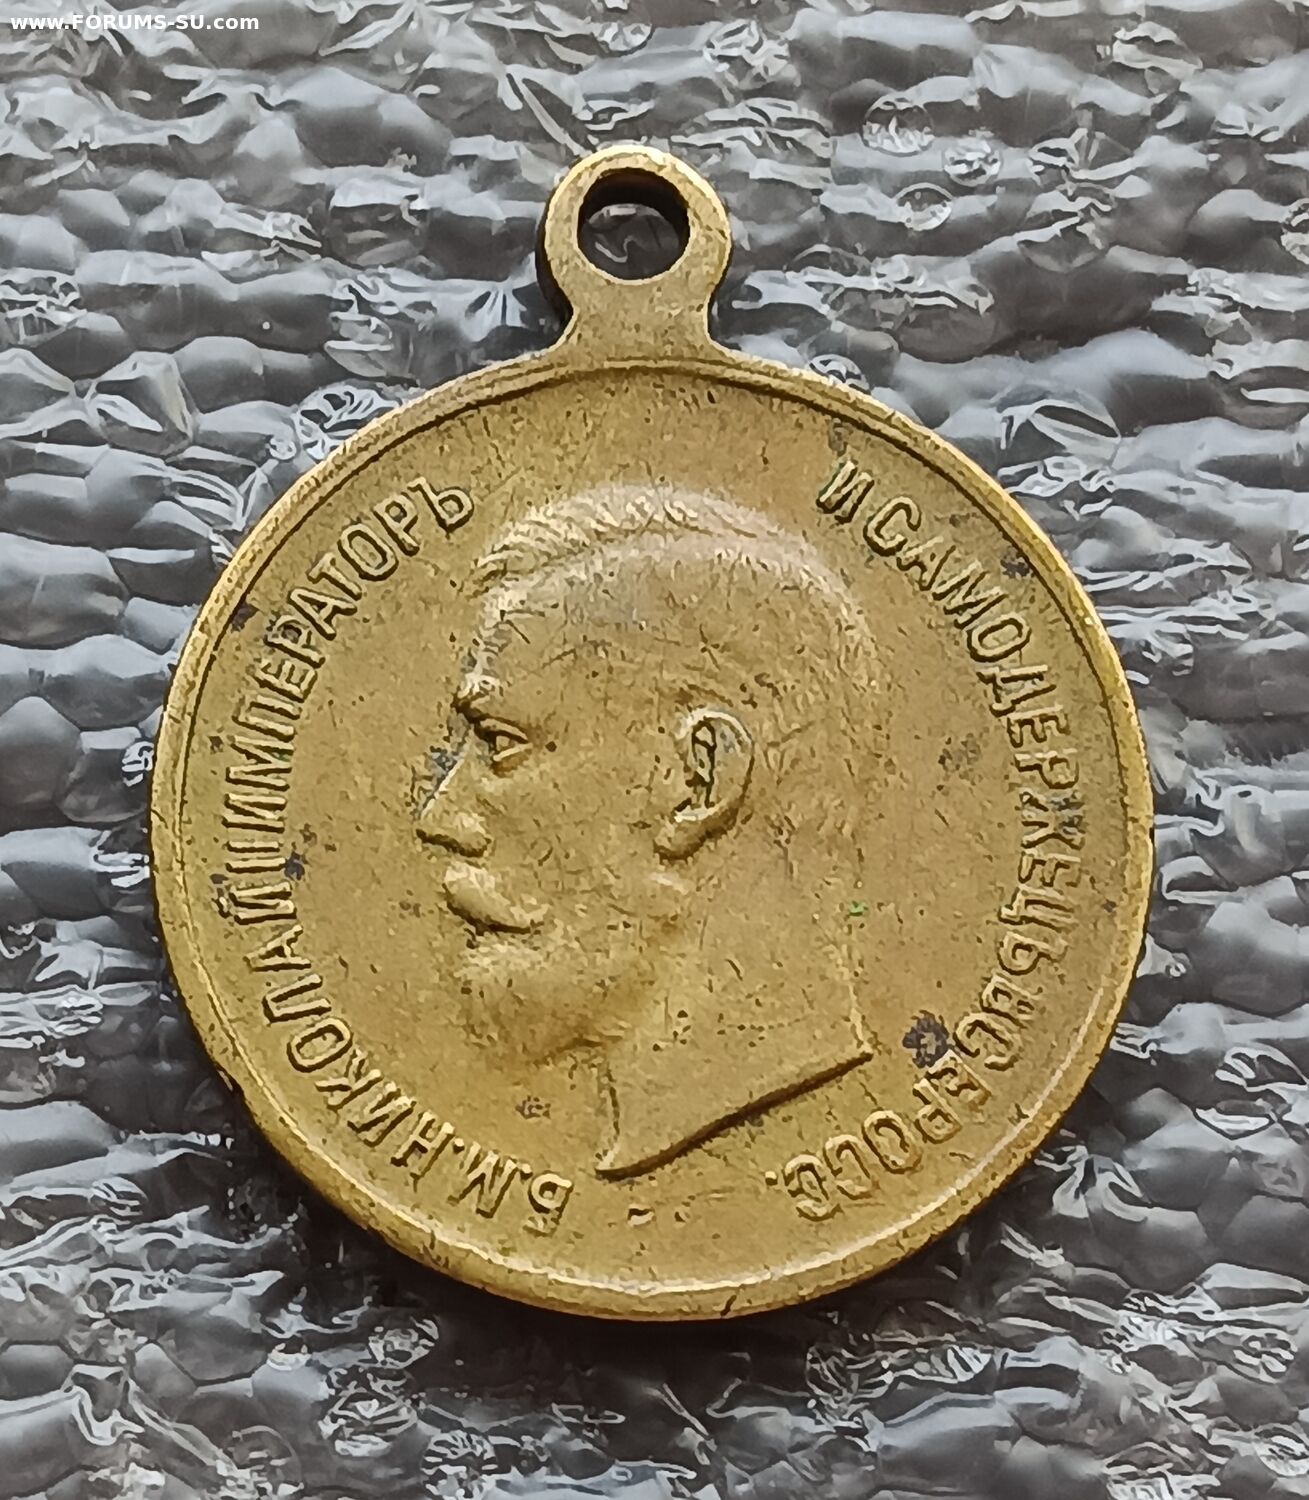 www.FORUMS-SU.com
Б.М.НИКОЛАЙ II ИМПЕРАТОРЪ
И САМОДЕРЖЕЦЪ ВСЕРОСС.